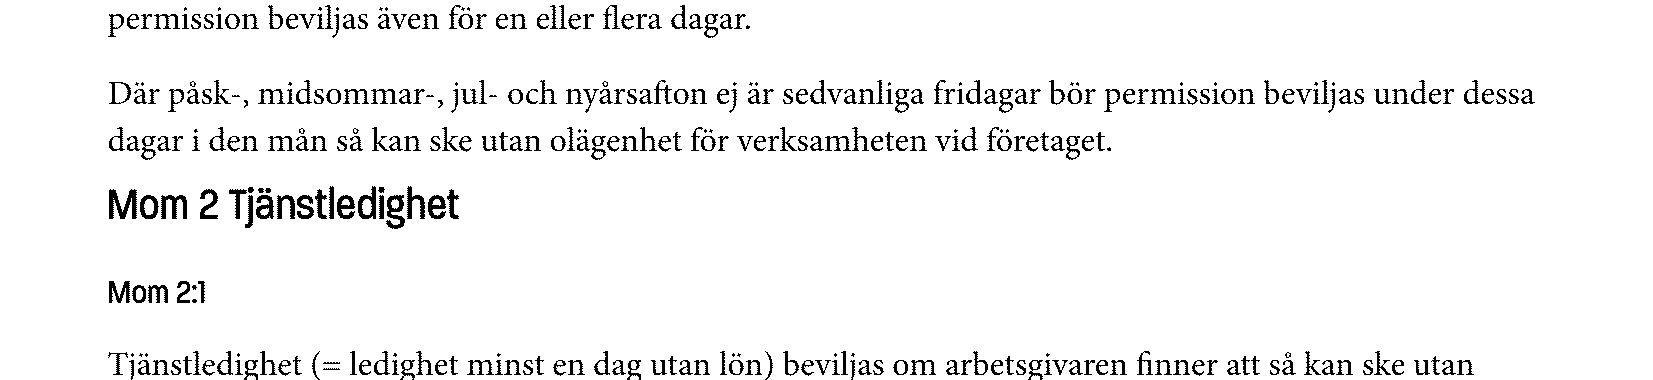 permission beviljas även för en eller flera dagar.
Där påsk-, midsommar-, jul- och nyårsafton ej är sedvanliga fridagar bör permission beviljas under dessa
dagar i den mån så kan ske utan olägenhet för verksamheten vid företaget.
Mom 2 Tjänstledighet
Mom 2:1
Tjänstledighet (= ledighet minst en dag utan lön) beviljas om arbetsgivaren finner att så kan ske utan